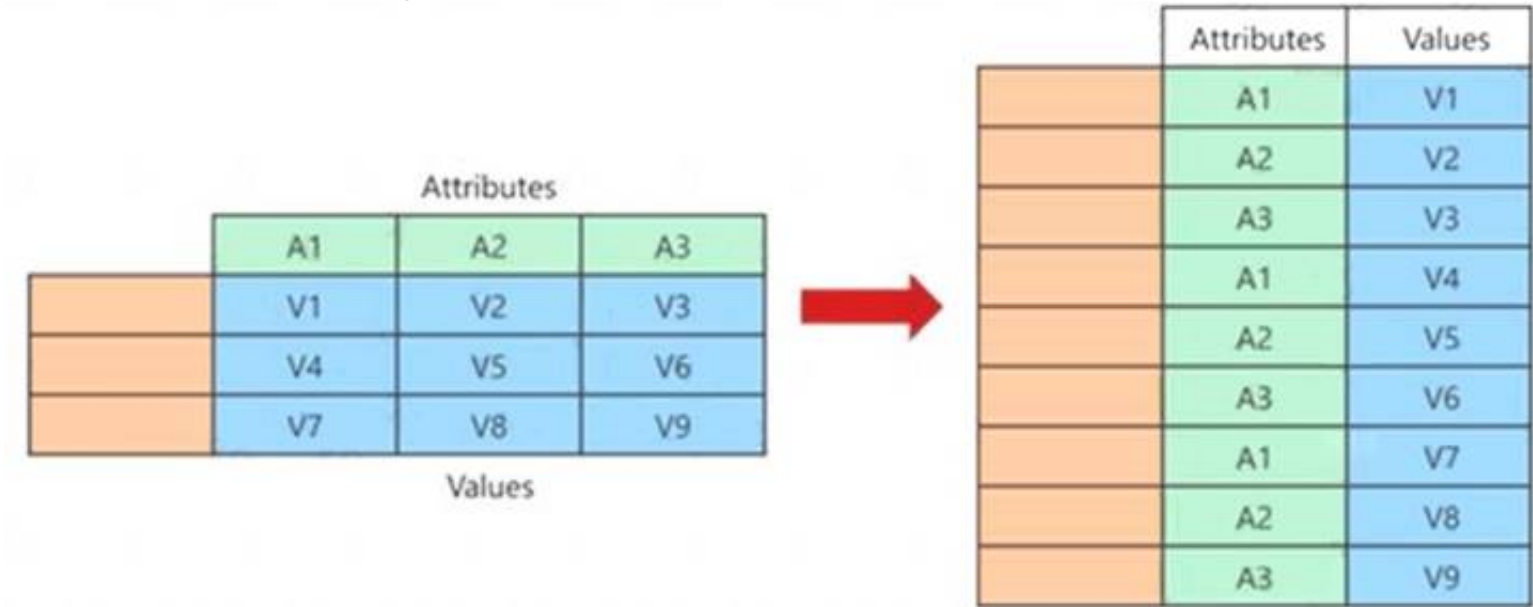 Attributes
A1 A2 A3
V1 V2 V3
V4 V5 V6
V7 V8 V9
Values
Attributes Values
A1 V1
A2 V2
A3 V3
A1 V4
A2 V5
A3 V6
A1 V7
A2 V8
A3 V9